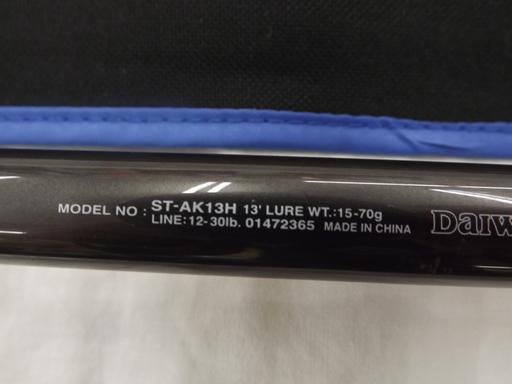 MODEL NO : ST-AK13H 13' LURE WT.:15-70g
LINE:12-30lb. 01472365 MADE IN CHINA